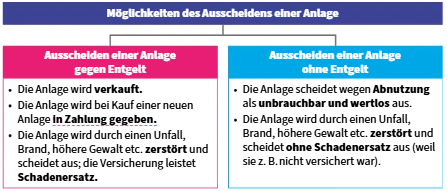 Möglichkeiten des Ausscheidens einer Anlage
Ausscheiden einer Anlage
gegen Entgelt
• Die Anlage wird verkauft.
• Die Anlage wird bei Kauf einer neuen
Anlage in Zahlung gegeben.
• Die Anlage wird durch einen Unfall,
Brand, höhere Gewalt etc. zerstört und
scheidet aus; die Versicherung leistet
Schadenersatz.
Ausscheiden einer Anlage
ohne Entgelt
• Die Anlage scheidet wegen Abnutzung
als unbrauchbar und wertlos aus.
• Die Anlage wird durch einen Unfall,
Brand, höhere Gewalt etc. zerstört und
scheidet ohne Schadenersatz aus (weil
sie z. B. nicht versichert war).